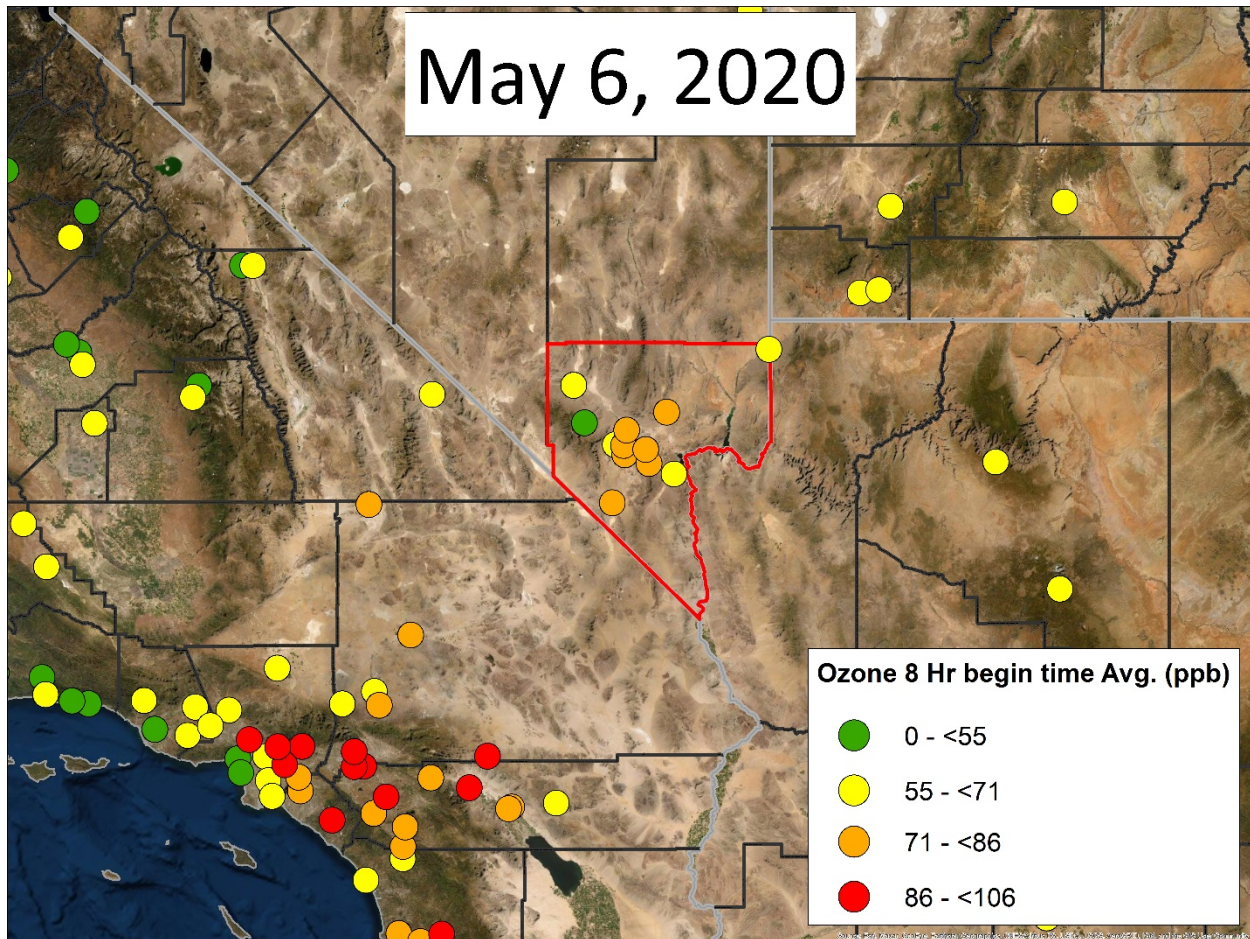 May 6, 2020
Ozone 8 Hr begin time Avg. (ppb)
0 - <55
55 - <71
71 - <86
86 - <106